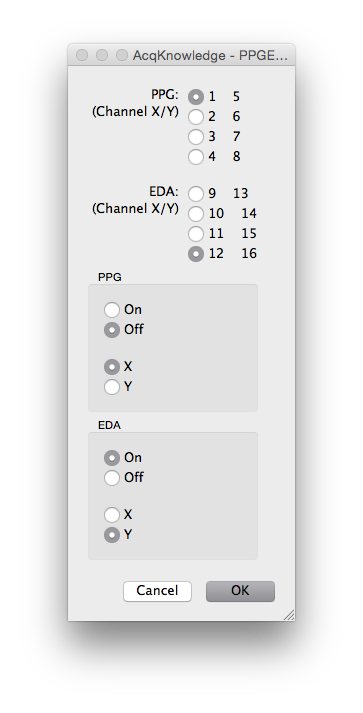 AcqKnowledge - PPGE…
PPG:
(Channel X/Y)
1 5
2 6
3 7
4 8
EDA:
(Channel X/Y)
9 13
10 14
11 15
12 16
PPG
On
Off
X
Y
EDA
On
Off
X
Y
Cancel OK